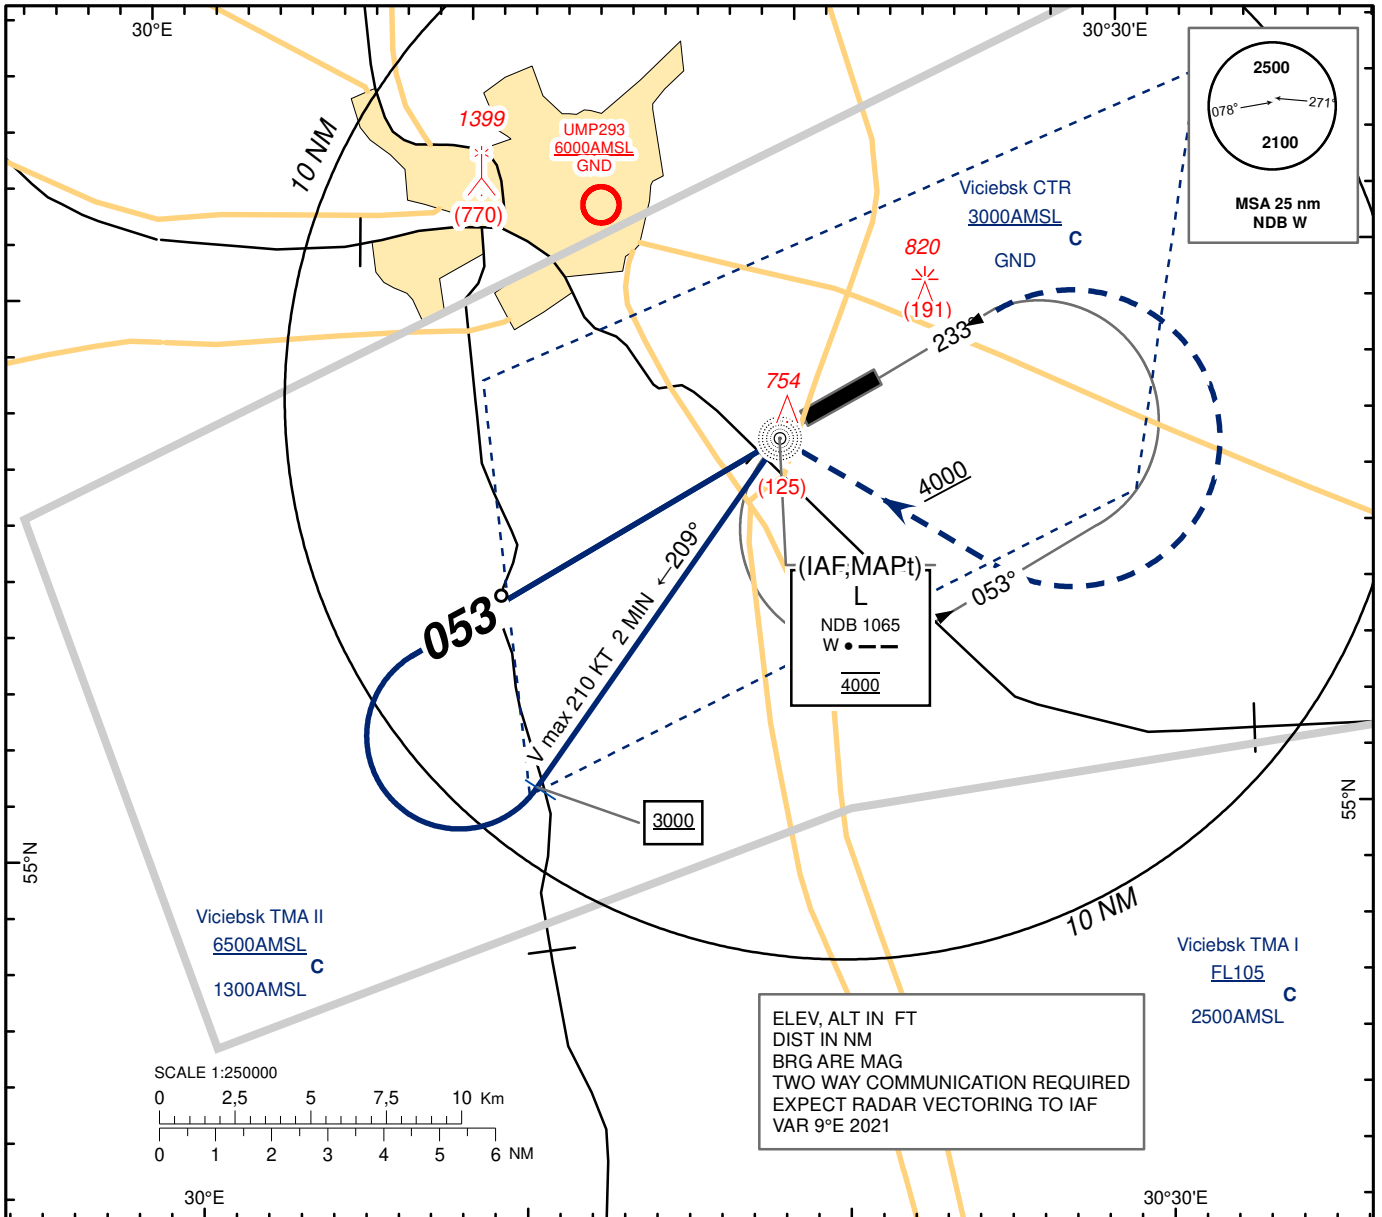 30°E
30°30'E
2500
078°
271°
2100
MSA 25 nm
NDB W
10 NM
1399
(770)
UMP293
6000AMSL
GND
Viciebsk CTR
3000AMSL
C
GND
820
(191)
233°
754
(125)
4000
(IAF,MAPt)
L
NDB 1065
W
4000
053°
053°
V max 210 KT 2 MIN ←209°
3000
55°N
55°N
10 NM
Viciebsk TMA II
6500AMSL
C
1300AMSL
Viciebsk TMA I
FL105
C
2500AMSL
ELEV, ALT IN FT
DIST IN NM
BRG ARE MAG
TWO WAY COMMUNICATION REQUIRED
EXPECT RADAR VECTORING TO IAF
VAR 9°E 2021
SCALE 1:250000
0 2,5 5 7,5 10 Km
0 1 2 3 4 5 6 NM
30°E
30°30'E